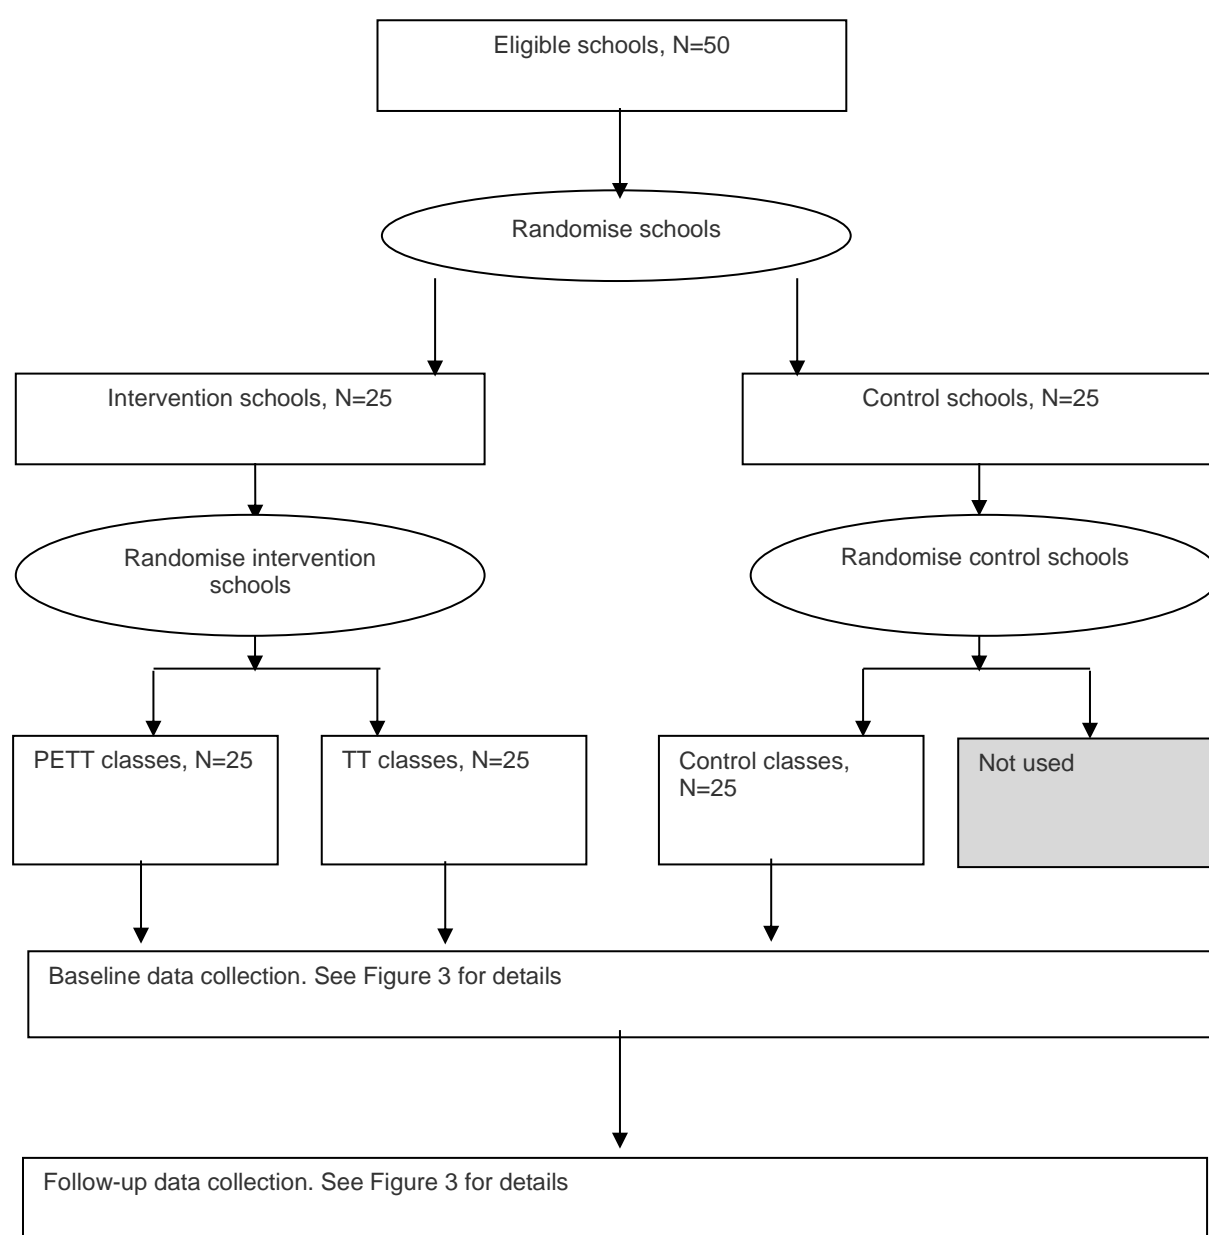 Eligible schools, N=50
Randomise schools
Intervention schools, N=25
Control schools, N=25
Randomise intervention
schools
Randomise control schools
PETT classes, N=25
TT classes, N=25
Control classes,
N=25
Not used
Baseline data collection. See Figure 3 for details
Follow-up data collection. See Figure 3 for details